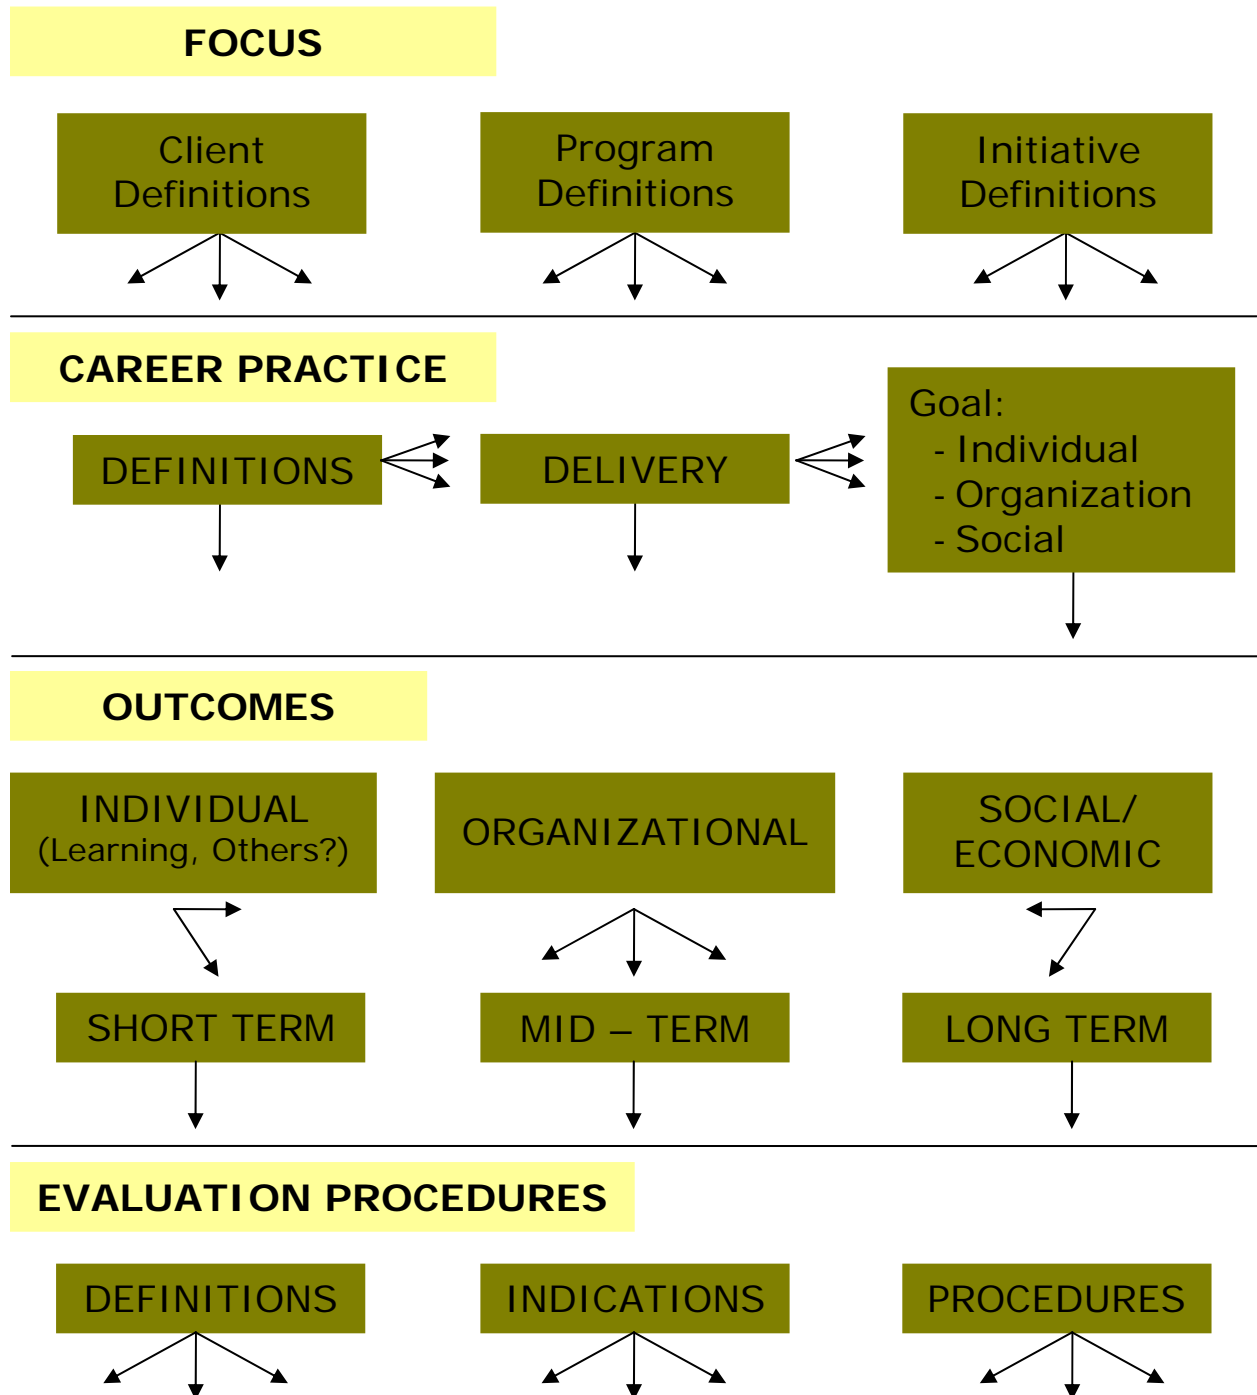 FOCUS
Client
Definitions
Program
Definitions
Initiative
Definitions
CAREER PRACTICE
DEFINITIONS
DELIVERY
Goal:
- Individual
- Organization
- Social
OUTCOMES
INDIVIDUAL
(Learning, Others?)
ORGANIZATIONAL
SOCIAL/
ECONOMIC
SHORT TERM
MID – TERM
LONG TERM
EVALUATION PROCEDURES
DEFINITIONS
INDICATIONS
PROCEDURES